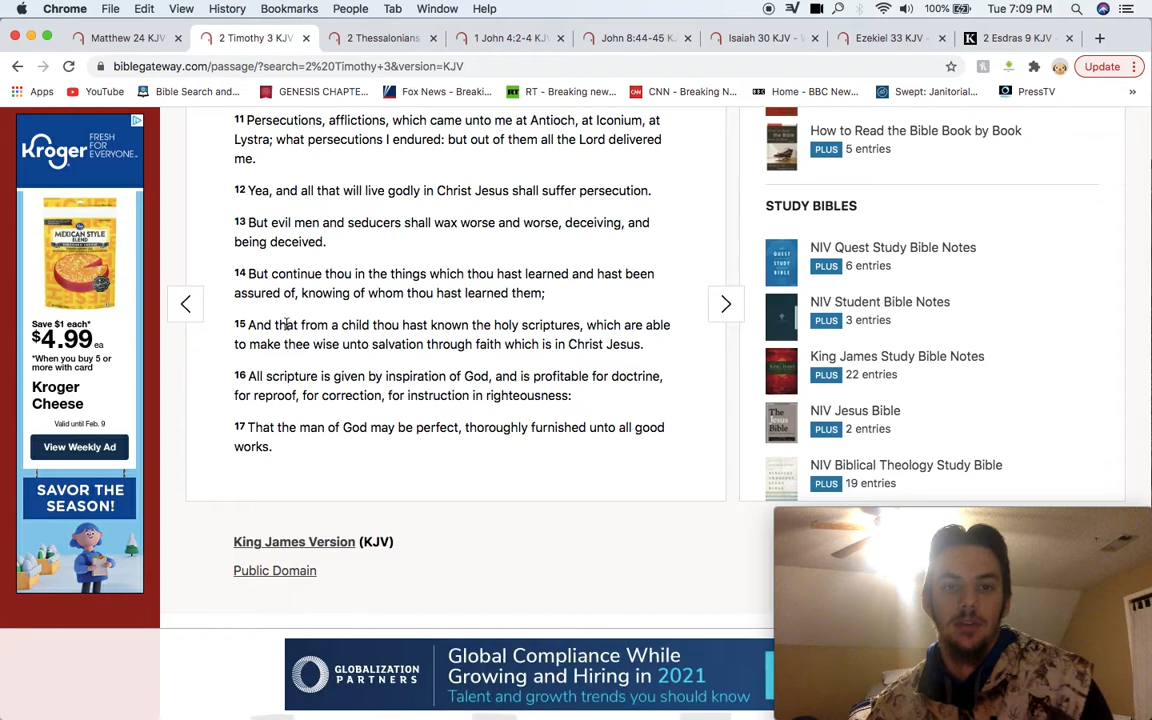 Chrome File Edit View History Bookmarks People Tab Window Help 100% Tue 7:09 PM
Matthew 24 KJV × 2 Timothy 3 KJV × 2 Thessalonians × 1 John 4:2-4 KJV × John 8:44-45 KJV × Isaiah 30 KJV - × Ezekiel 33 KJV × K 2 Esdras 9 KJV × +
biblegateway.com/passage/?search=2%20Timothy+3&version=KJV Update
Apps YouTube Bible Search and... GENESIS CHAPTE... Fox News - Breaki... RT RT - Breaking new... CNN CNN - Breaking N... BBC Home - BBC New... Swept: Janitorial... PressTV »
Kroger
FRESH FOR EVERYONE™
MEXICAN STYLE
BLEND
Save $1 each*
$4.99 ea
*When you buy 5 or
more with card
Kroger
Cheese
Valid until Feb. 9
View Weekly Ad
SAVOR THE
SEASON!
11 Persecutions, afflictions, which came unto me at Antioch, at Iconium, at
Lystra; what persecutions I endured: but out of them all the Lord delivered
me.
12 Yea, and all that will live godly in Christ Jesus shall suffer persecution.
13 But evil men and seducers shall wax worse and worse, deceiving, and
being deceived.
14 But continue thou in the things which thou hast learned and hast been
assured of, knowing of whom thou hast learned them;
15 And that from a child thou hast known the holy scriptures, which are able
to make thee wise unto salvation through faith which is in Christ Jesus.
16 All scripture is given by inspiration of God, and is profitable for doctrine,
for reproof, for correction, for instruction in righteousness:
17 That the man of God may be perfect, thoroughly furnished unto all good
works.
King James Version (KJV)
Public Domain
How to Read the Bible Book by Book
PLUS 5 entries
STUDY BIBLES
QUEST STUDY BIBLE
NIV Quest Study Bible Notes
PLUS 6 entries
NIV Student Bible Notes
PLUS 3 entries
King James Study Bible Notes
PLUS 22 entries
The Jesus Bible
NIV Jesus Bible
PLUS 2 entries
NIV Biblical Theology Study Bible
PLUS 19 entries
GLOBALIZATION
PARTNERS
Global Compliance While
Growing and Hiring in 2021
Talent and growth trends you should know